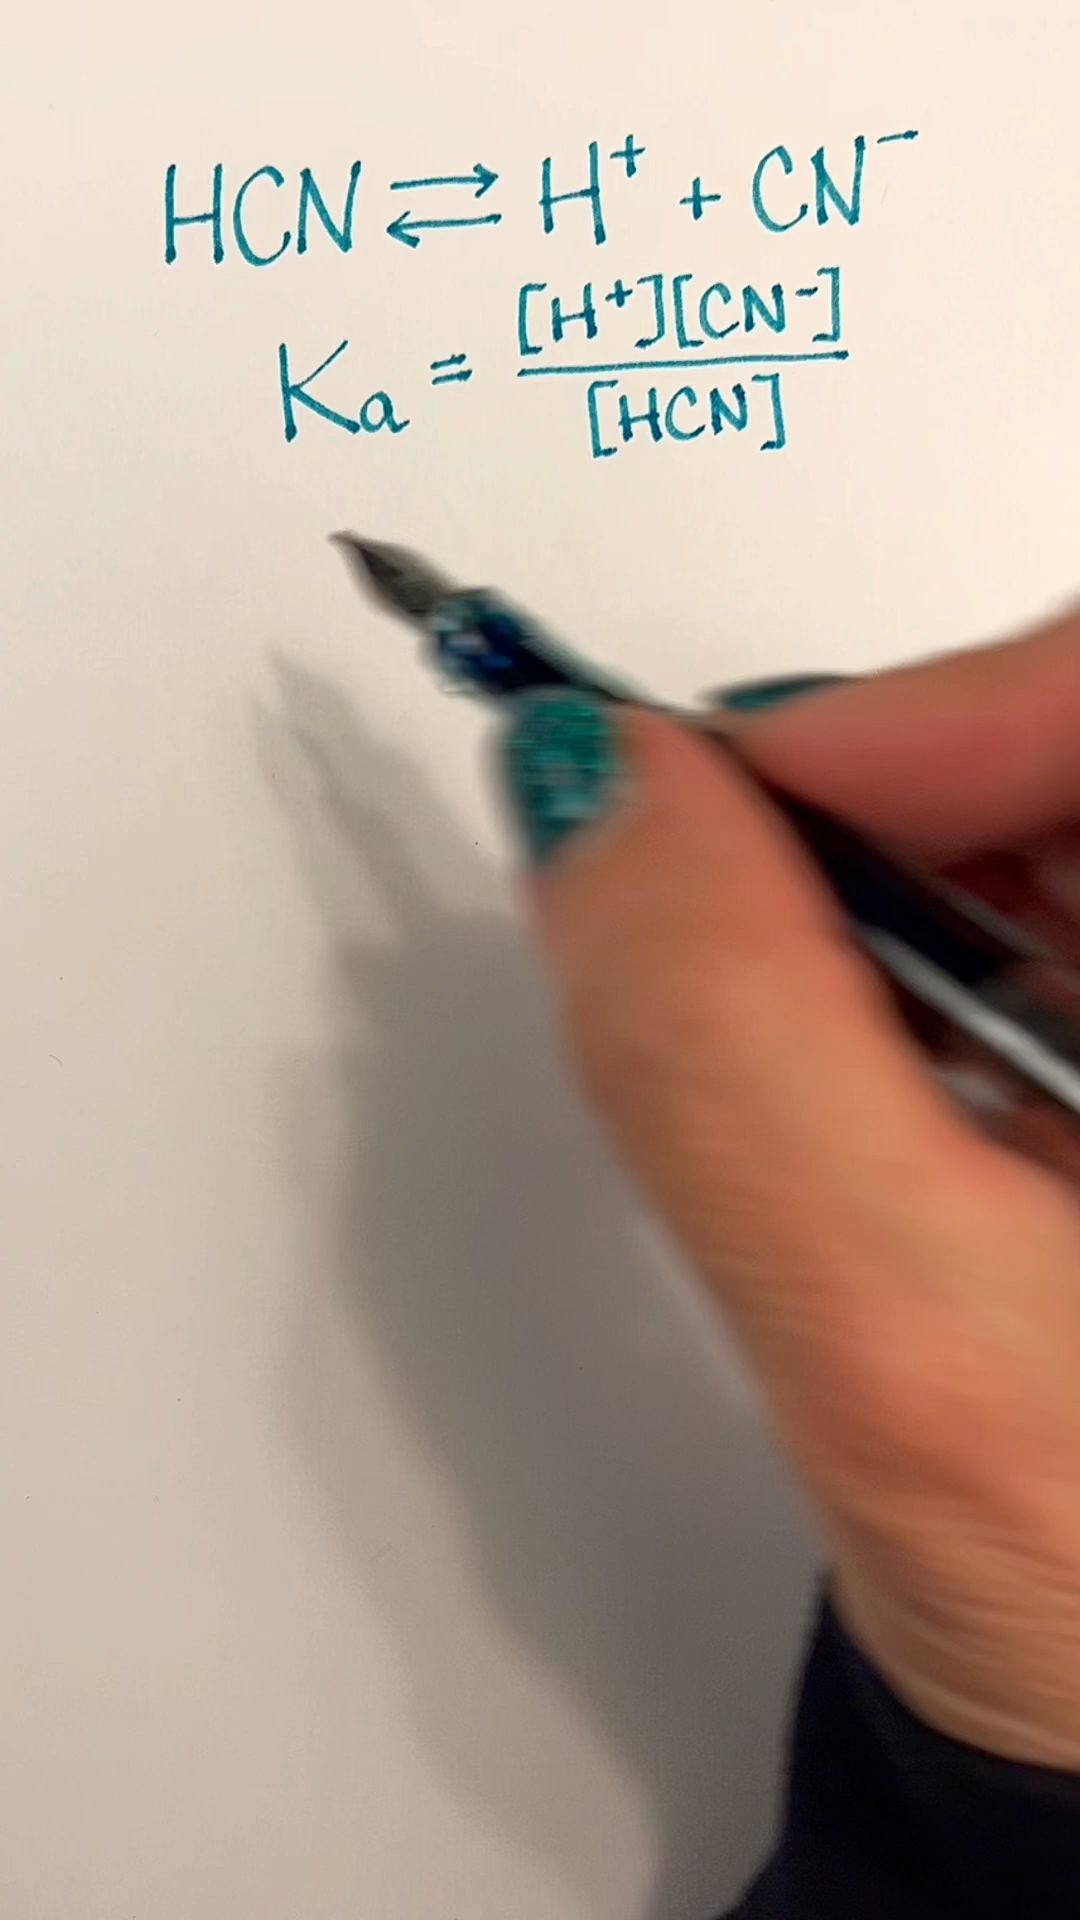 HCN ⇄ H⁺ + CN⁻
Ka = [H⁺][CN⁻] / [HCN]